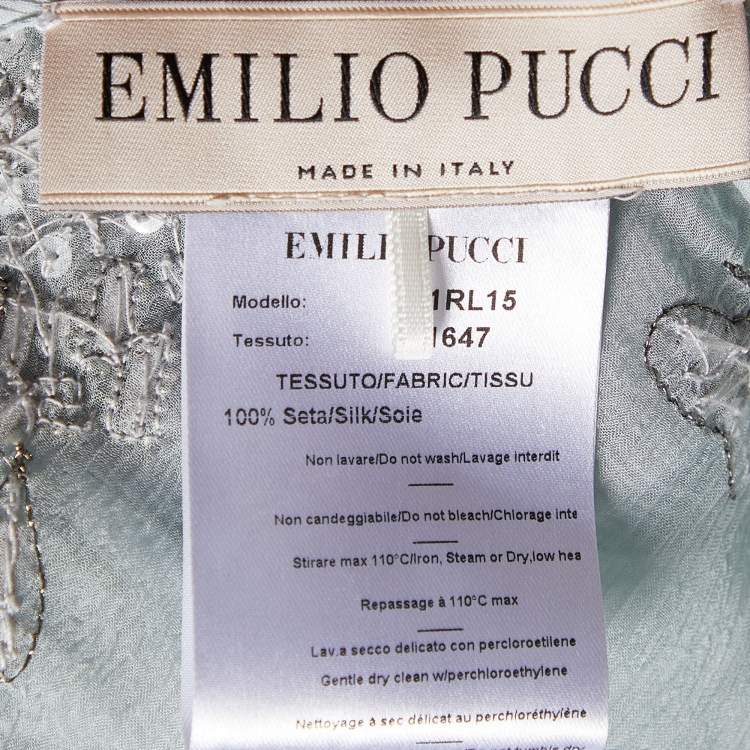 EMILIO PUCCI
MADE IN ITALY
EMILI PUCCI
Modello: 1RL15
Tessuto: 1647
TESSUTO/FABRIC/TISSU
100% Seta/Silk/Soie
Non lavare/Do not wash/Lavage interdit
Non candeggiabile/Do not bleach/Chlorage inte
Stirare max 110°C/Iron, Steam or Dry,low hea
Repassage à 110°C max
Lav.a secco delicato con percloroetilene
Gentle dry clean w/perchloroethylene
Nettoyage à sec délicat au perchloréthylène